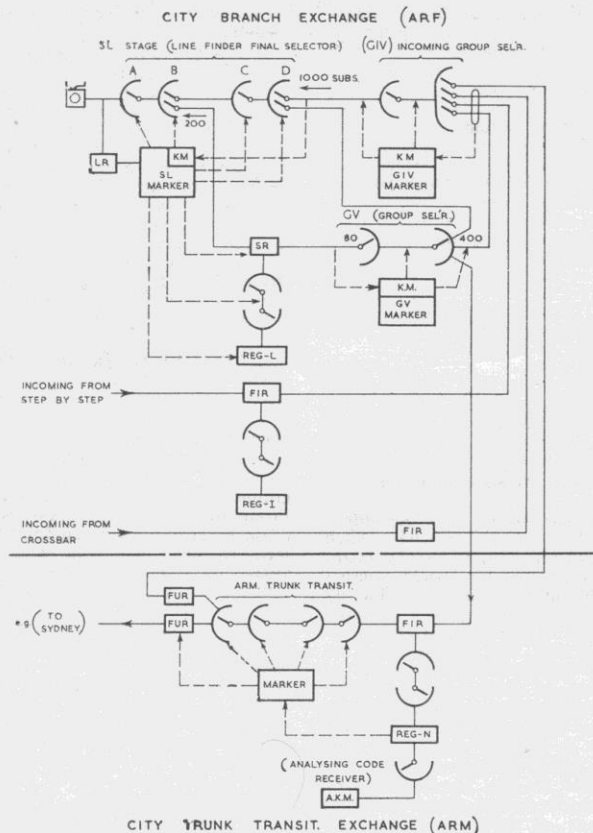 CITY BRANCH EXCHANGE (ARF)
SL STAGE (LINE FINDER FINAL SELECTOR)
(GIV) INCOMING GROUP SEL'R.
A
B
C
D
1000 SUBS.
200
LR
KM
SL
MARKER
KM
GIV
MARKER
GV (GROUP SEL'R.)
SR
80
400
K.M.
GV
MARKER
REG-L
INCOMING FROM
STEP BY STEP
FIR
REG-I
INCOMING FROM
CROSSBAR
FIR
ARM. TRUNK TRANSIT.
FUR
e.g (TO
SYDNEY)
FUR
FIR
MARKER
REG-N
(ANALYSING CODE
RECEIVER)
A.K.M.
CITY TRUNK TRANSIT. EXCHANGE (ARM)